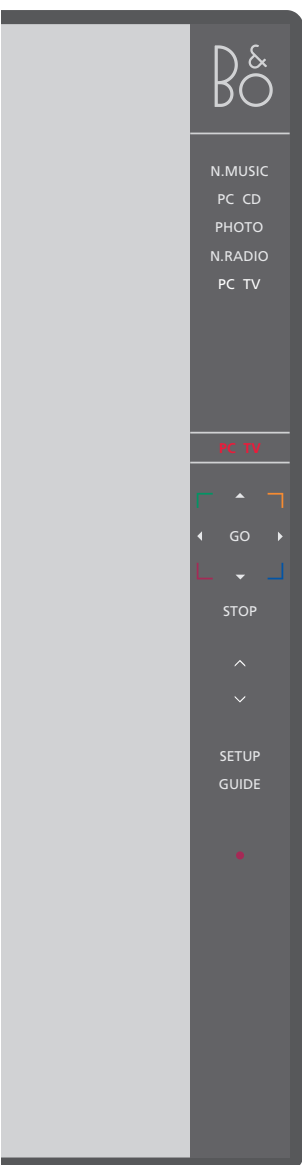 B&O
N.MUSIC
PC CD
PHOTO
N.RADIO
PC TV
PC TV
GO
STOP
SETUP
GUIDE